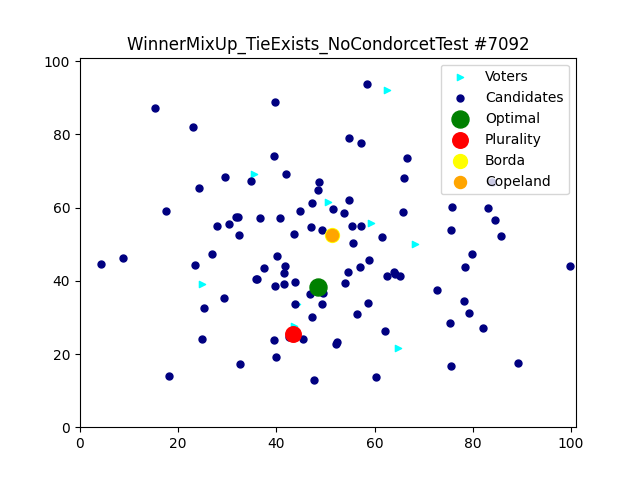 WinnerMixUp_TieExists_NoCondorcetTest #7092
100
80
60
40
20
0
0
20
40
60
80
100
Voters
Candidates
Optimal
Plurality
Borda
Copeland